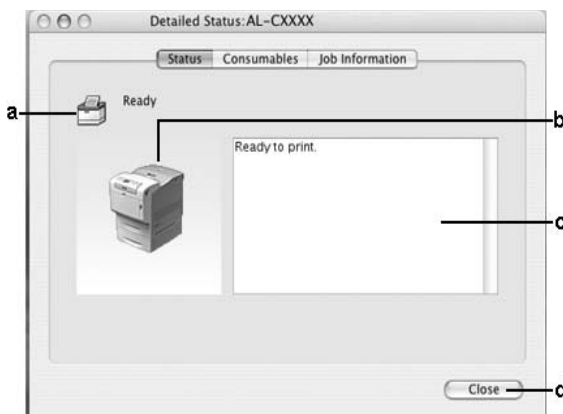 Detailed Status:AL-CXXXX
Status Consumables Job Information
a
Ready
b
Ready to print.
c
Close
d